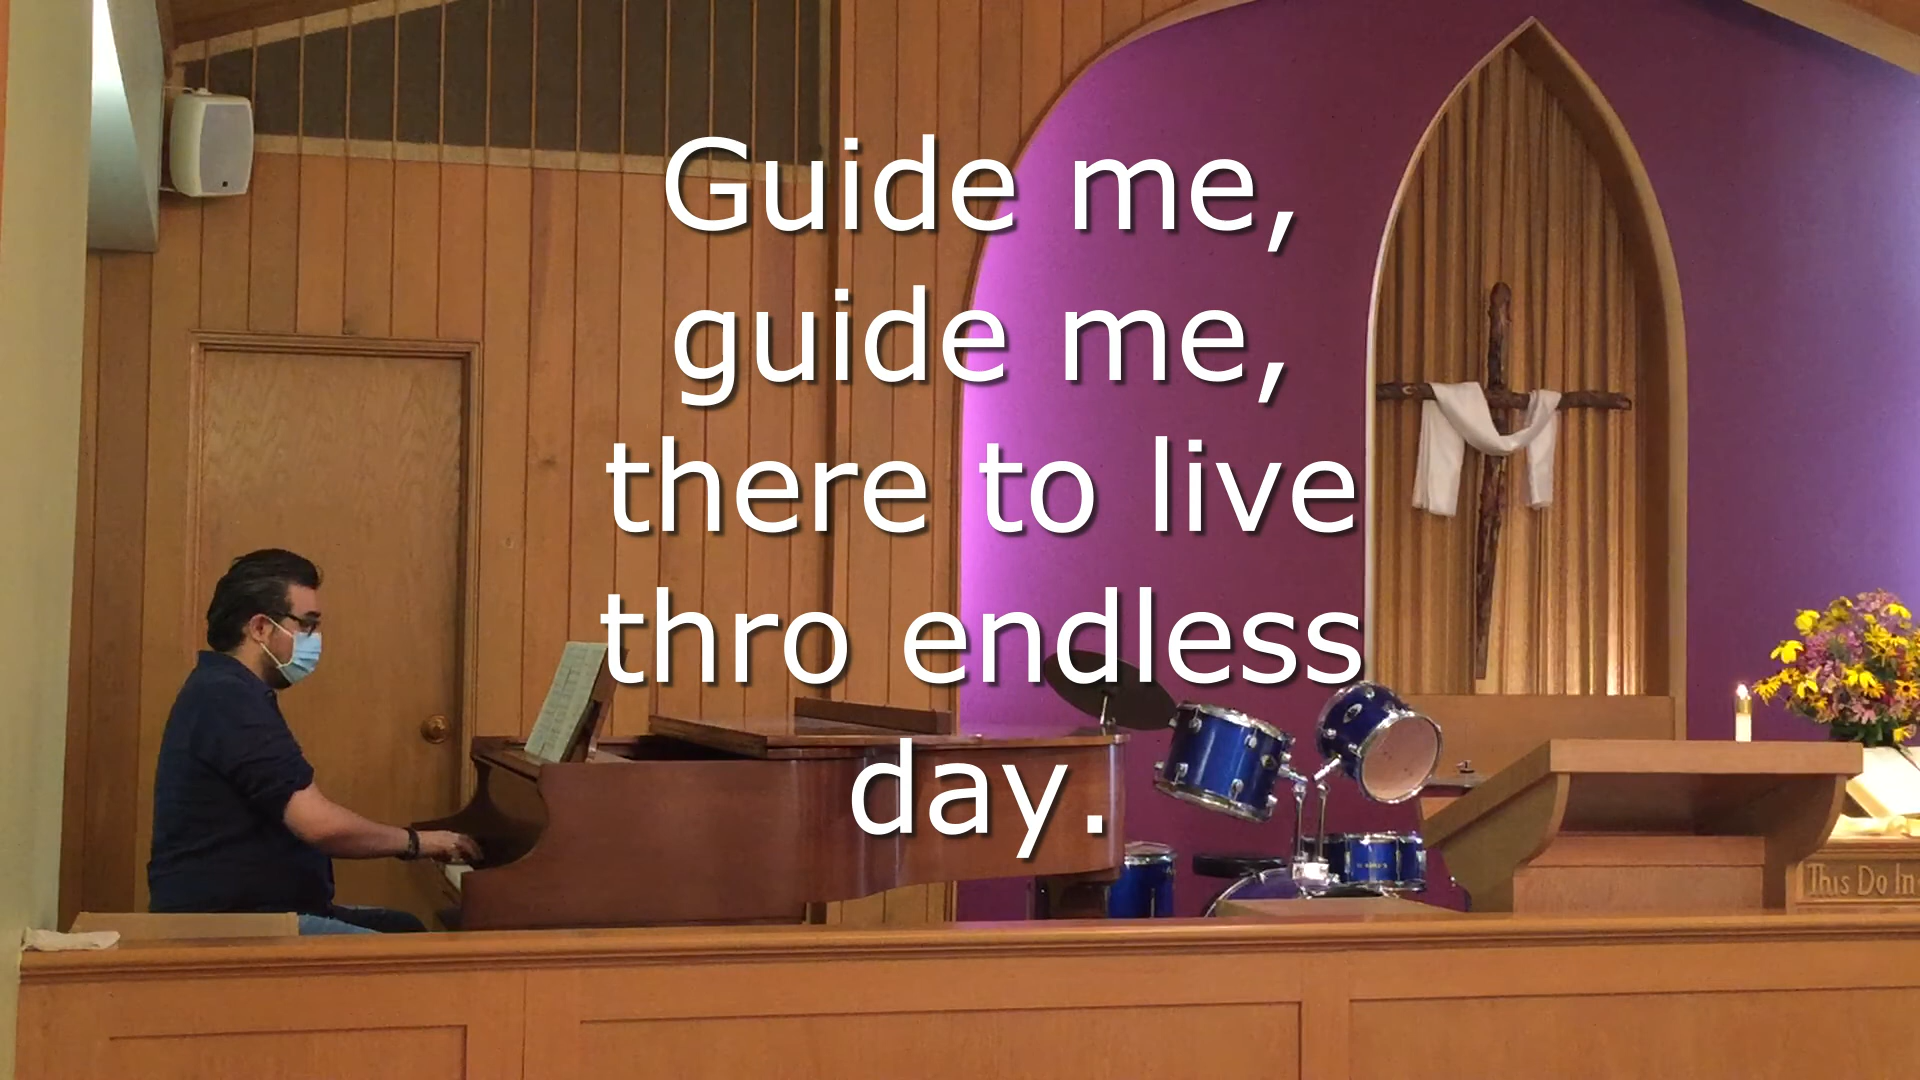 Guide me,
guide me,
there to live
thro endless
day.
This Do In